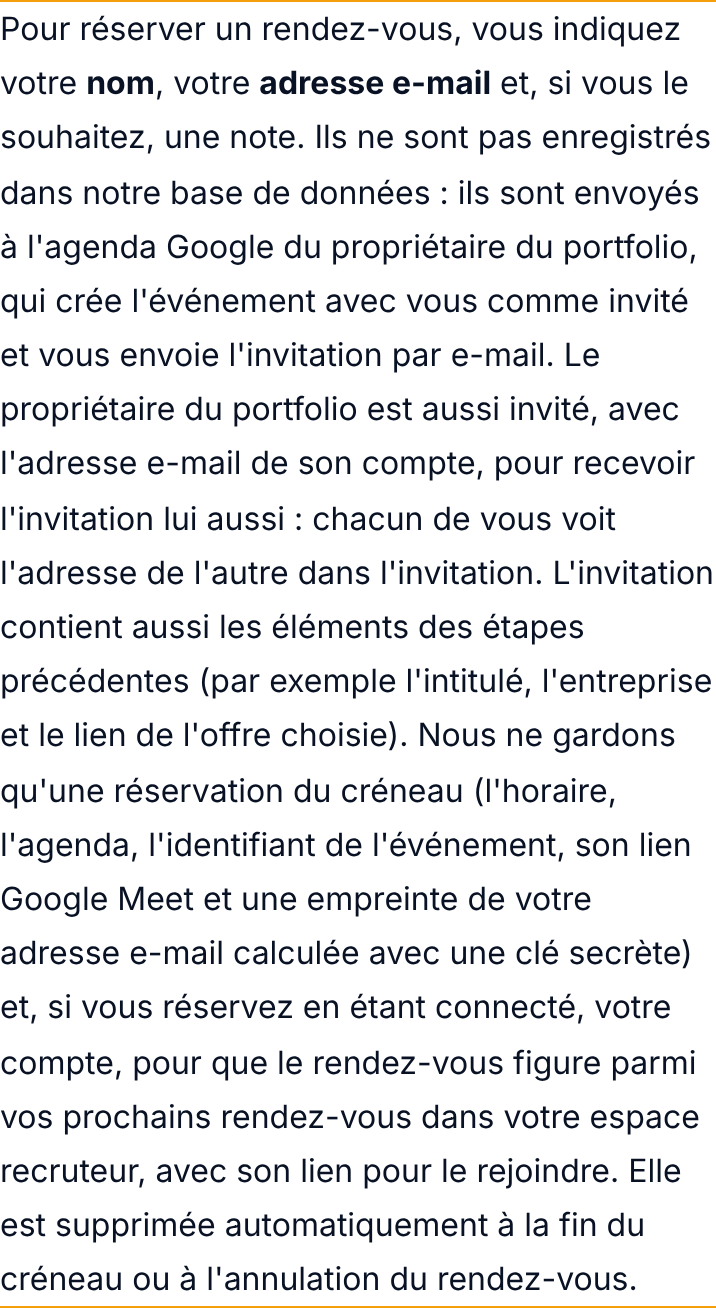 Pour réserver un rendez-vous, vous indiquez
votre nom, votre adresse e-mail et, si vous le
souhaitez, une note. Ils ne sont pas enregistrés
dans notre base de données : ils sont envoyés
à l'agenda Google du propriétaire du portfolio,
qui crée l'événement avec vous comme invité
et vous envoie l'invitation par e-mail. Le
propriétaire du portfolio est aussi invité, avec
l'adresse e-mail de son compte, pour recevoir
l'invitation lui aussi : chacun de vous voit
l'adresse de l'autre dans l'invitation. L'invitation
contient aussi les éléments des étapes
précédentes (par exemple l'intitulé, l'entreprise
et le lien de l'offre choisie). Nous ne gardons
qu'une réservation du créneau (l'horaire,
l'agenda, l'identifiant de l'événement, son lien
Google Meet et une empreinte de votre
adresse e-mail calculée avec une clé secrète)
et, si vous réservez en étant connecté, votre
compte, pour que le rendez-vous figure parmi
vos prochains rendez-vous dans votre espace
recruteur, avec son lien pour le rejoindre. Elle
est supprimée automatiquement à la fin du
créneau ou à l'annulation du rendez-vous.